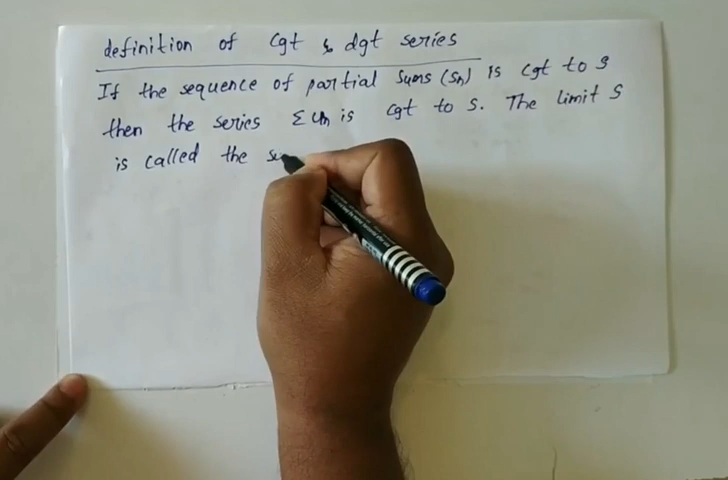 definition of Cgt & dgt series
If the sequence of partial sums (Sn) is cgt to S
then the series Σ Un is cgt to S. The limit S
is called the